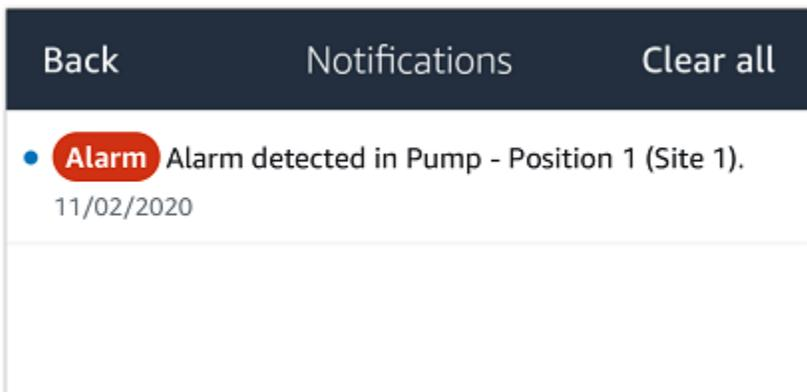 Back Notifications Clear all
Alarm Alarm detected in Pump - Position 1 (Site 1).
11/02/2020